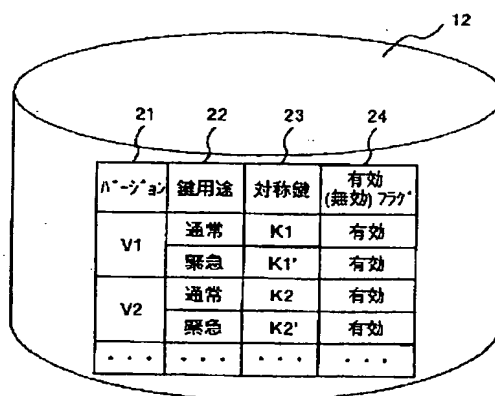 12
21 22 23 24
バージョン 鍵用途 対称鍵 有効
(無効)フラグ
V1 通常 K1 有効
緊急 K1' 有効
V2 通常 K2 有効
緊急 K2' 有効
・・・ ・・・ ・・・ ・・・